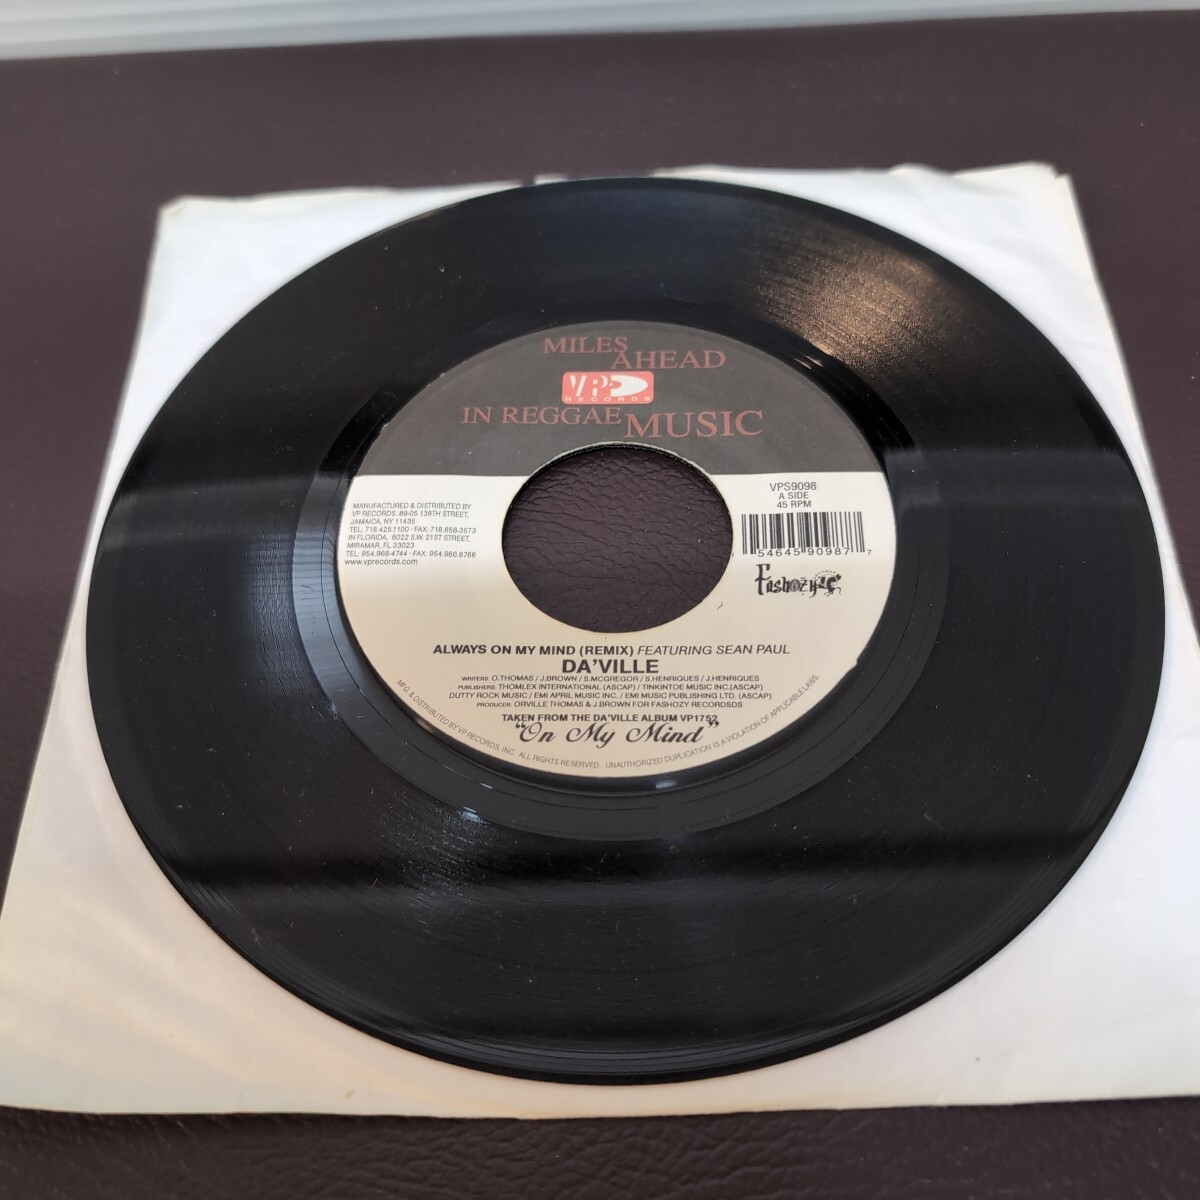 MILES
AHEAD
VP
RECORDS
IN REGGAE MUSIC
MANUFACTURED & DISTRIBUTED BY
VP RECORDS. 89-05 138TH STREET,
JAMAICA, NY 11435
TEL: 718.425.1100 · FAX: 718.658-3573
IN FLORIDA, 6022 S.W. 21ST STREET,
MIRAMAR, FL 33023
TEL: 954.966-4744 · FAX: 954.966.8766
www.vprecords.com
VPS9098
A SIDE
45 RPM
7 54645 90987 7
Fashozy
ALWAYS ON MY MIND (REMIX) FEATURING SEAN PAUL
DA'VILLE
WRITERS: O.THOMAS / J.BROWN / S.MCGREGOR / S.HENRIQUES / J.HENRIQUES
PUBLISHERS: THOMLEX INTERNATIONAL (ASCAP) / TINKINTOE MUSIC INC.(ASCAP)
DUTTY ROCK MUSIC / EMI APRIL MUSIC INC. / EMI MUSIC PUBLISHING LTD. (ASCAP)
PRODUCER: ORVILLE THOMAS & J.BROWN FOR FASHOZY RECORDSDS
TAKEN FROM THE DA'VILLE ALBUM VP1752
"On My Mind"
MFG. & DISTRIBUTED BY VP RECORDS, INC. ALL RIGHTS RESERVED. UNAUTHORIZED DUPLICATION IS A VIOLATION OF APPLICABLE LAWS.